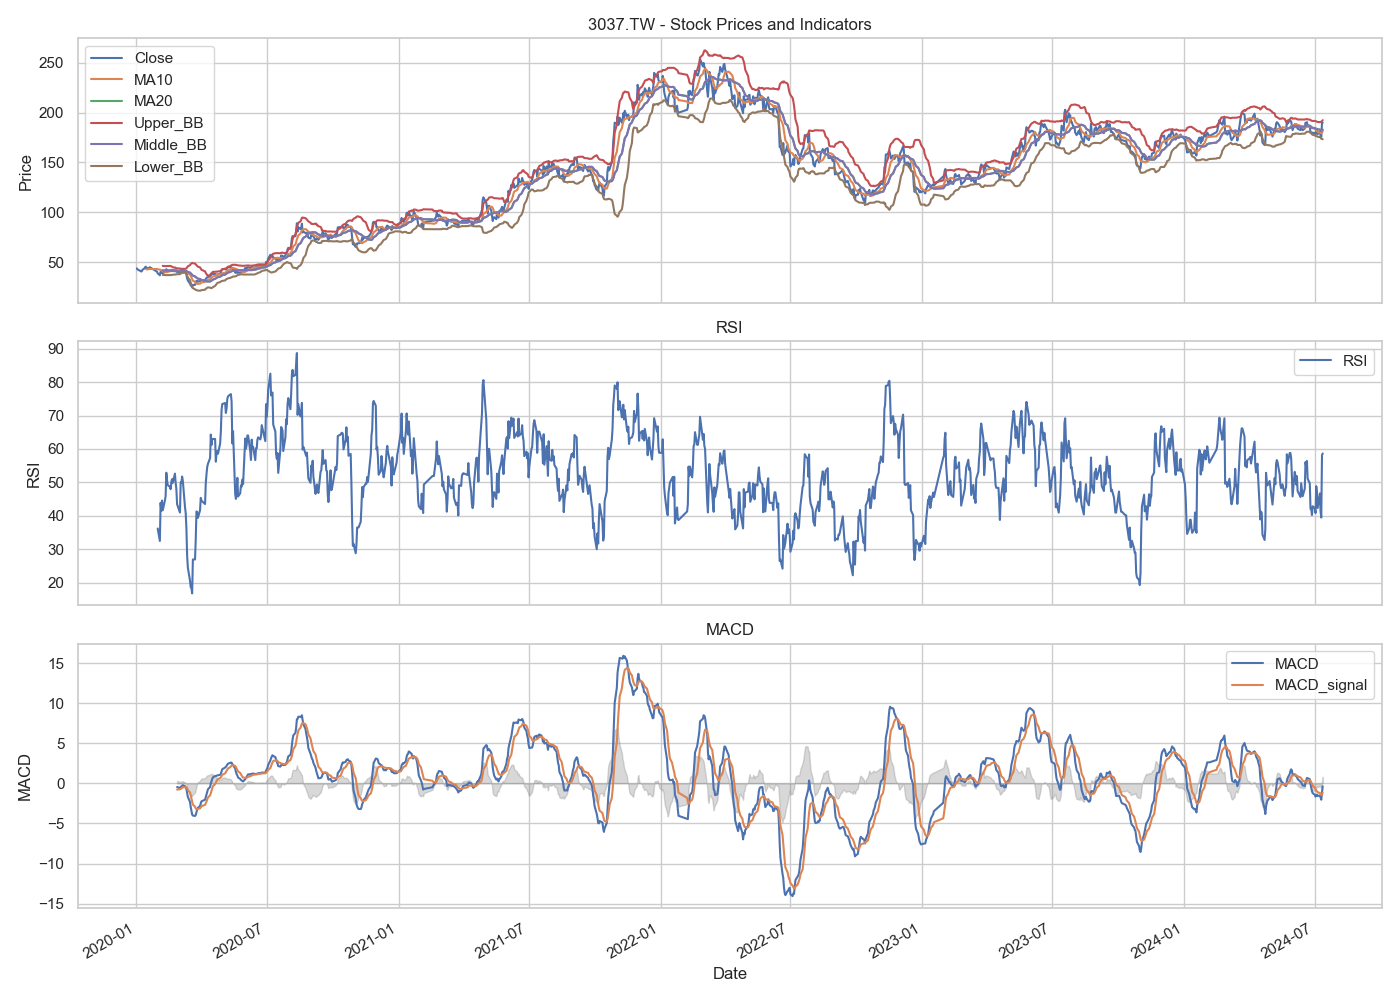 3037.TW - Stock Prices and Indicators
Close
MA10
MA20
Upper_BB
Middle_BB
Lower_BB
Price
250
200
150
100
50
RSI
RSI
RSI
90
80
70
60
50
40
30
20
MACD
MACD
MACD_signal
MACD
15
10
5
0
−5
−10
−15
2020-01
2020-07
2021-01
2021-07
2022-01
2022-07
2023-01
2023-07
2024-01
2024-07
Date